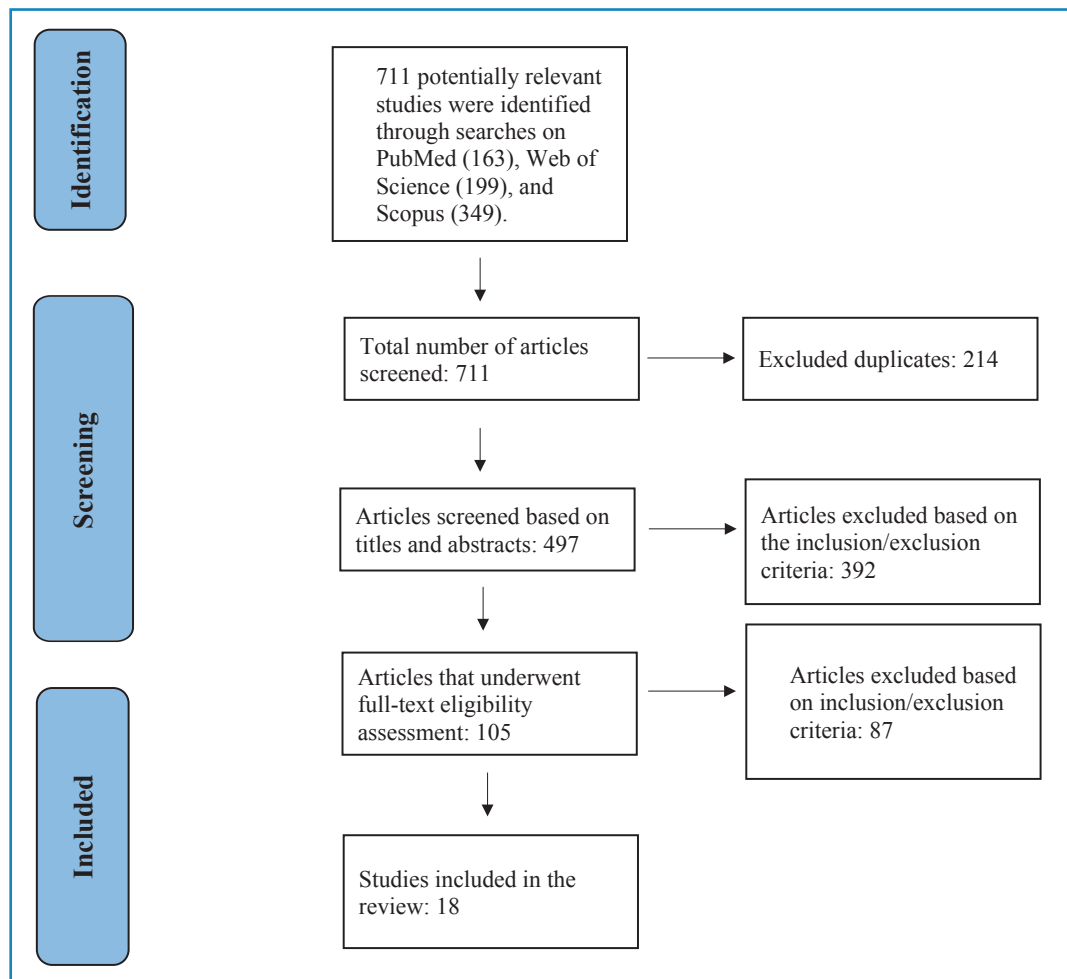 Identification
711 potentially relevant
studies were identified
through searches on
PubMed (163), Web of
Science (199), and
Scopus (349).
Screening
Total number of articles
screened: 711
Excluded duplicates: 214
Articles screened based on
titles and abstracts: 497
Articles excluded based on
the inclusion/exclusion
criteria: 392
Articles that underwent
full-text eligibility
assessment: 105
Articles excluded based
on inclusion/exclusion
criteria: 87
Included
Studies included in the
review: 18